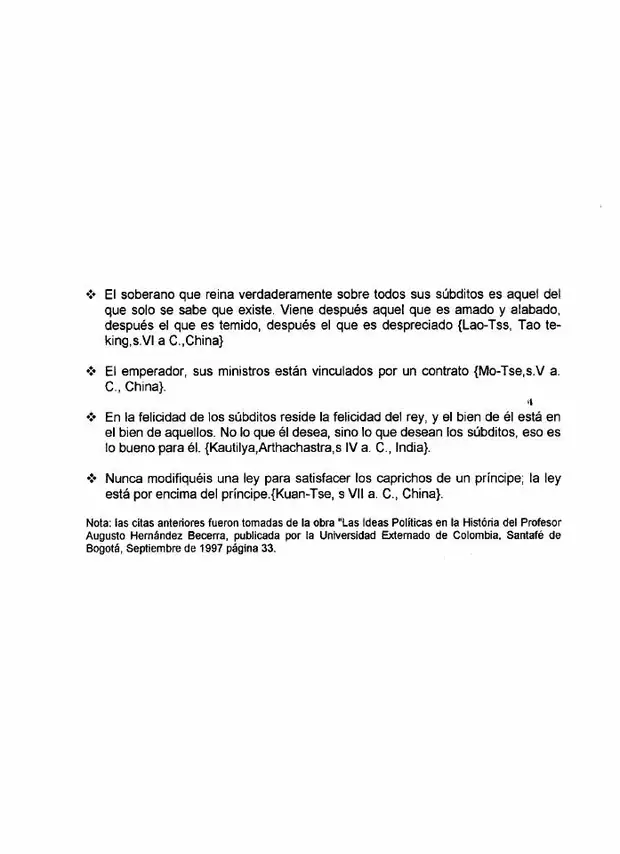 ❖ El soberano que reina verdaderamente sobre todos sus súbditos es aquel del
que solo se sabe que existe. Viene después aquel que es amado y alabado,
después el que es temido, después el que es despreciado {Lao-Tss, Tao te-
king,s.VI a C.,China}
❖ El emperador, sus ministros están vinculados por un contrato {Mo-Tse,s.V a.
C., China}.
❖ En la felicidad de los súbditos reside la felicidad del rey, y el bien de él está en
el bien de aquellos. No lo que él desea, sino lo que desean los súbditos, eso es
lo bueno para él. {Kautilya,Arthachastra,s IV a. C., India}.
❖ Nunca modifiquéis una ley para satisfacer los caprichos de un príncipe; la ley
está por encima del príncipe.{Kuan-Tse, s VII a. C., China}.
Nota: las citas anteriores fueron tomadas de la obra "Las Ideas Políticas en la História del Profesor
Augusto Hernández Becerra, publicada por la Universidad Externado de Colombia, Santafé de
Bogotá, Septiembre de 1997 página 33.